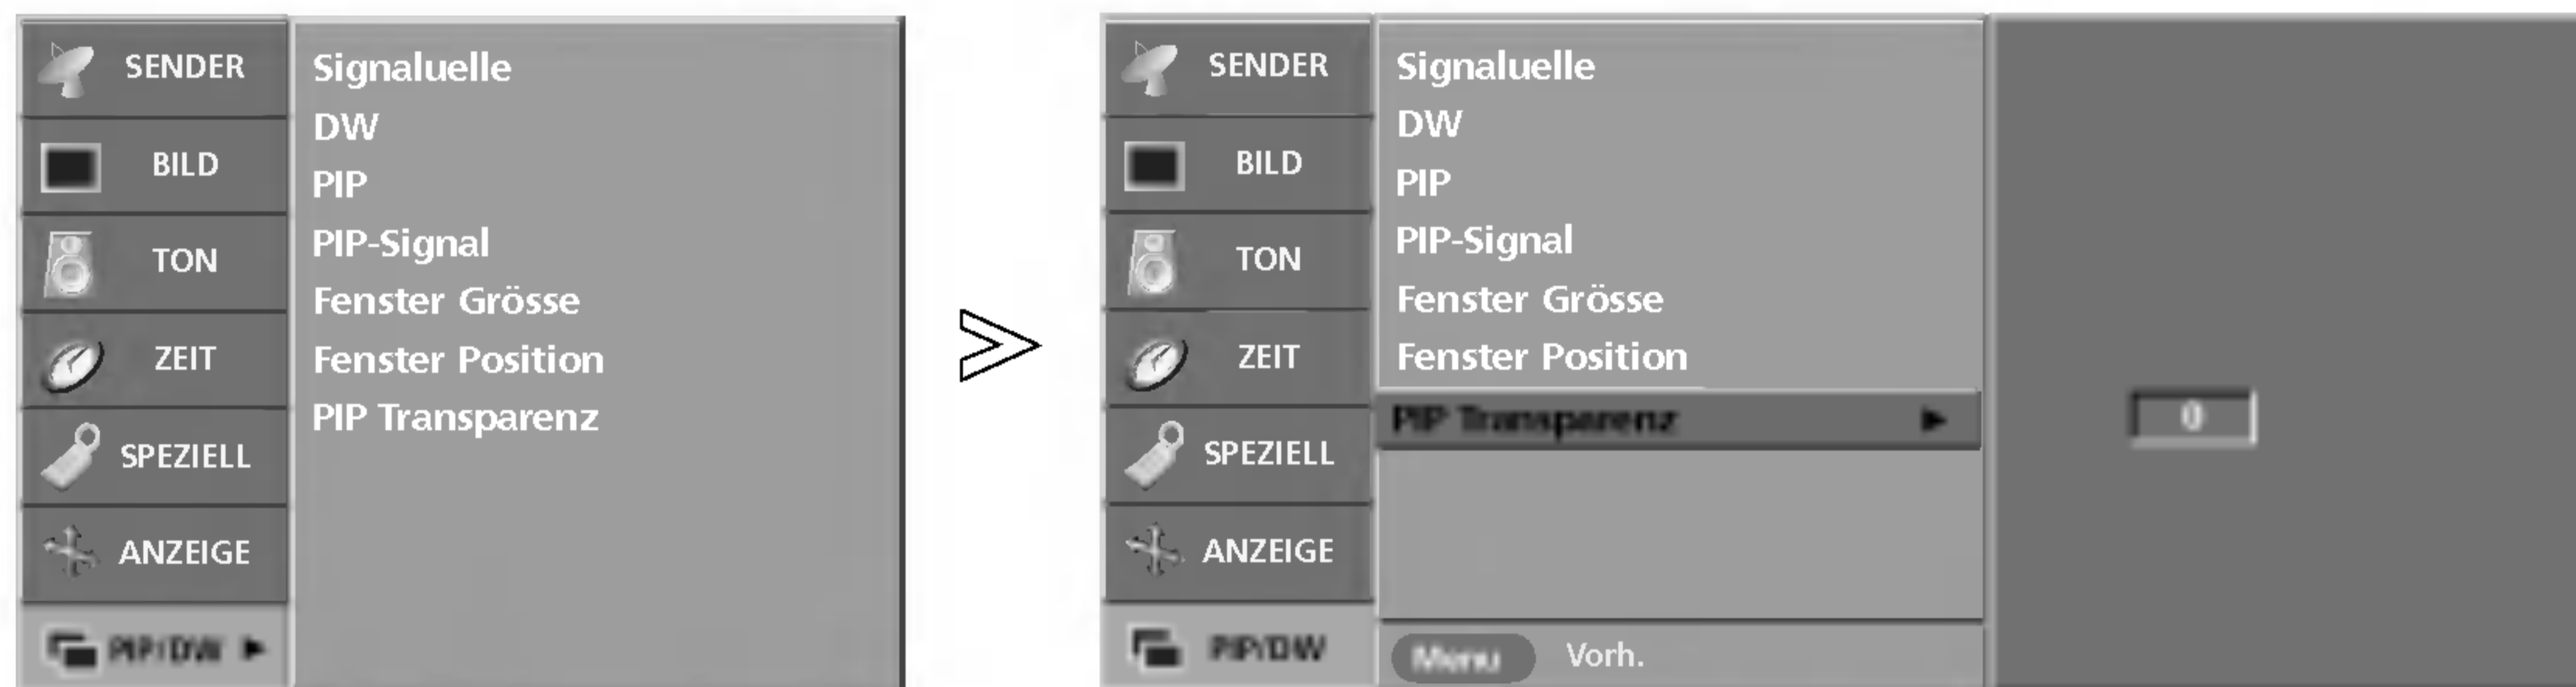 SENDER
BILD
TON
ZEIT
SPEZIELL
ANZEIGE
PIP/DW
Signaluelle
DW
PIP
PIP-Signal
Fenster Grösse
Fenster Position
PIP Transparenz
SENDER
BILD
TON
ZEIT
SPEZIELL
ANZEIGE
PIP/DW
Signaluelle
DW
PIP
PIP-Signal
Fenster Grösse
Fenster Position
PIP Transparenz
Menu Vorh.
0